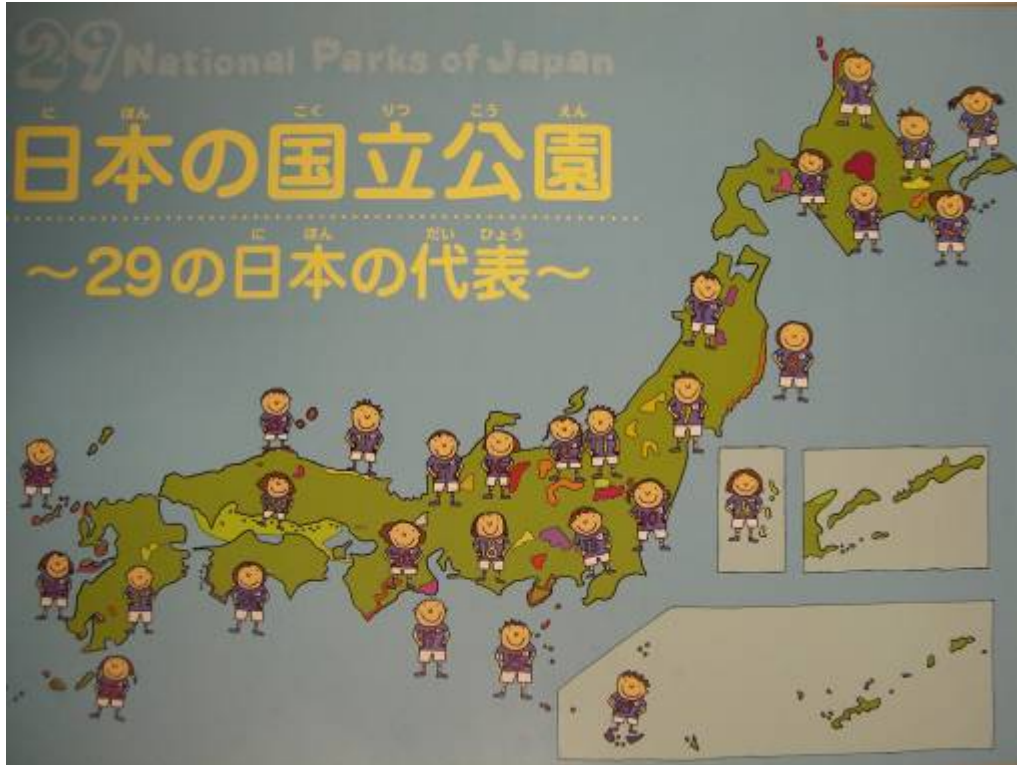 29 National Parks of Japan
に ほん こく りつ こう えん
日本の国立公園
に ほん だい ひょう
～29の日本の代表～